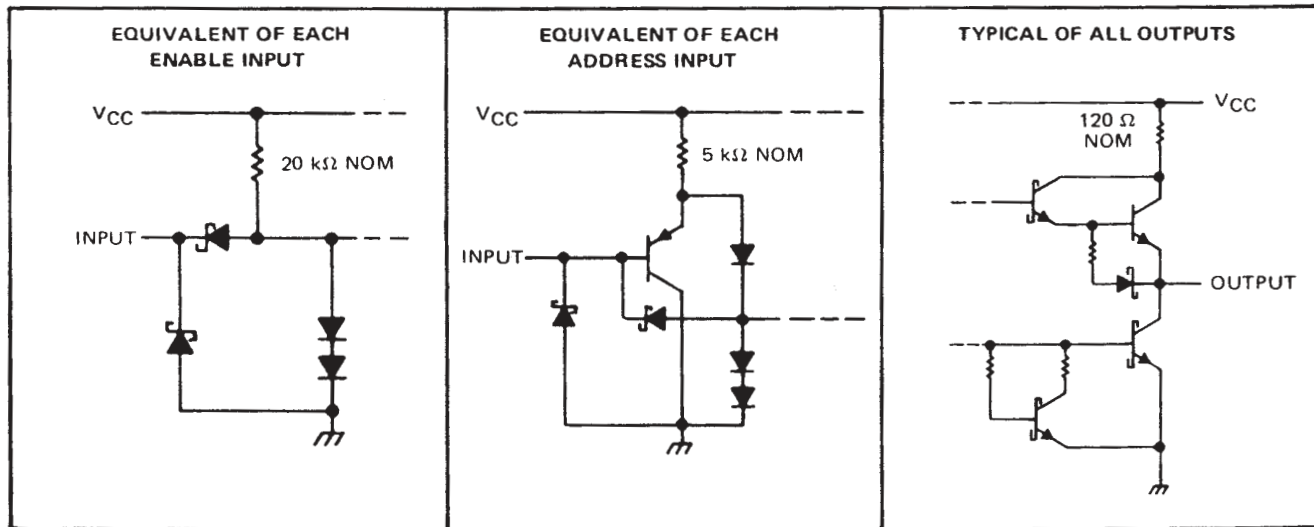 EQUIVALENT OF EACH
ENABLE INPUT
VCC
20 kΩ NOM
INPUT
EQUIVALENT OF EACH
ADDRESS INPUT
VCC
5 kΩ NOM
INPUT
TYPICAL OF ALL OUTPUTS
VCC
120 Ω
NOM
OUTPUT